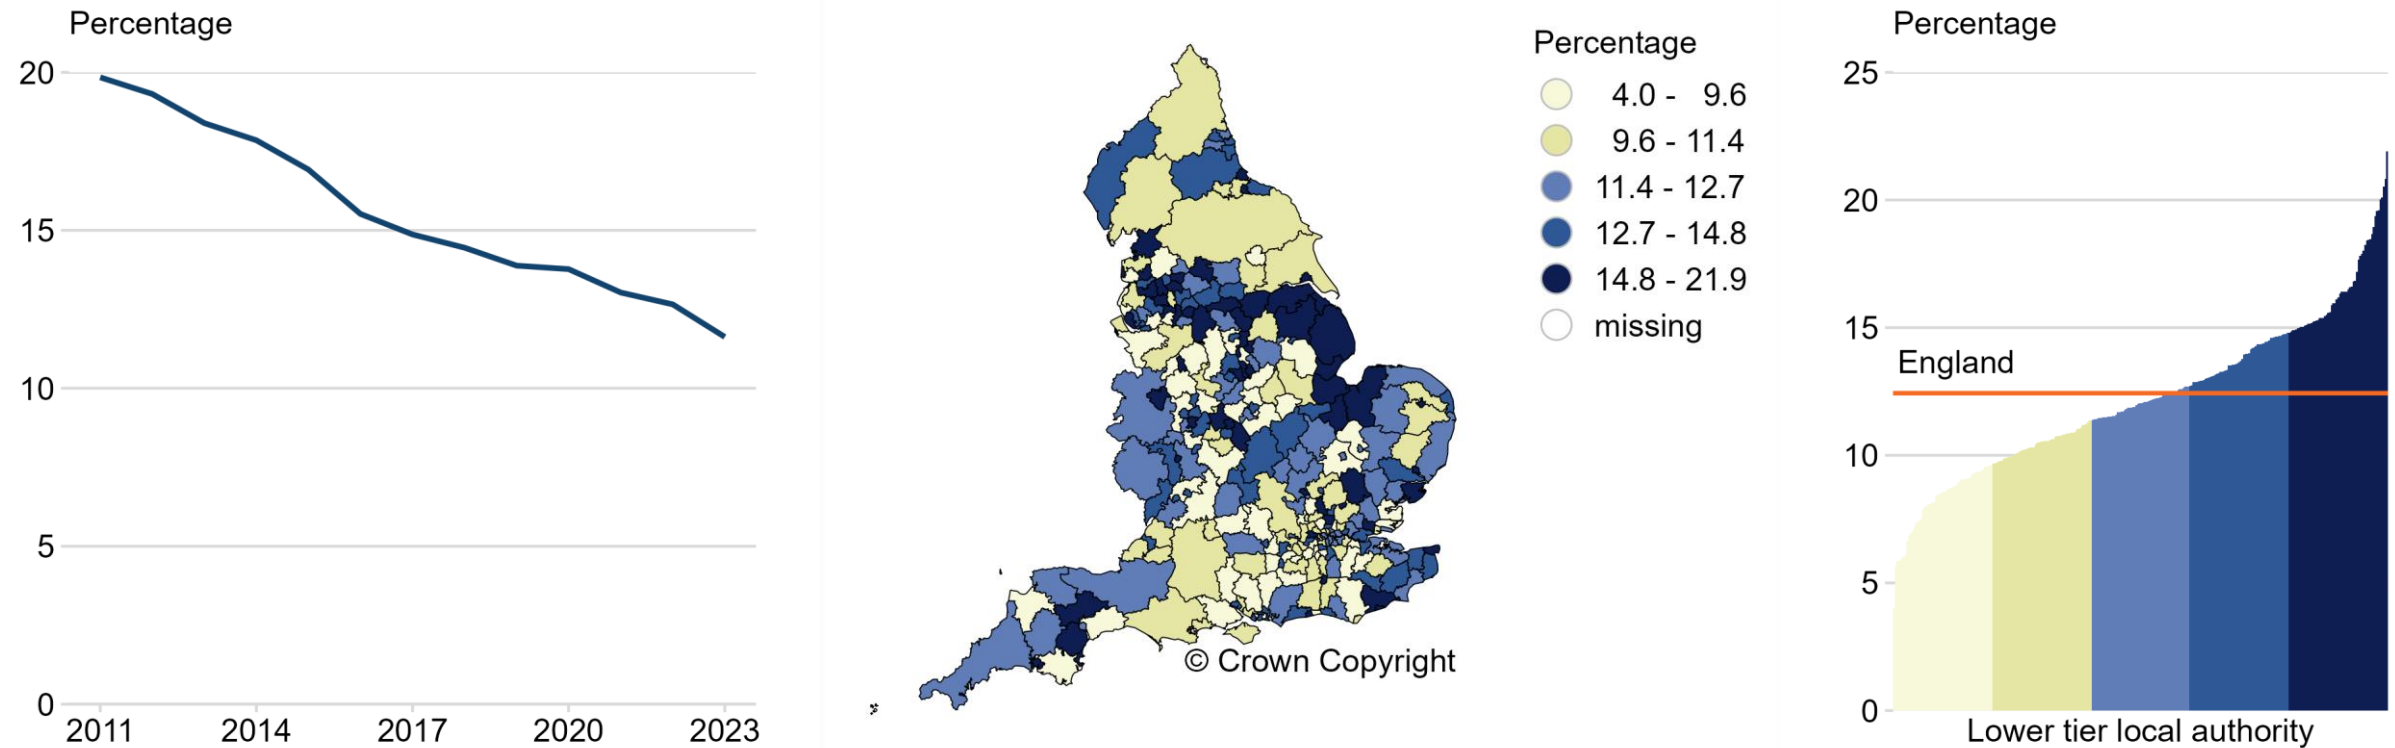 Percentage
20
15
10
5
0
2011 2014 2017 2020 2023
Percentage
4.0 - 9.6
9.6 - 11.4
11.4 - 12.7
12.7 - 14.8
14.8 - 21.9
missing
© Crown Copyright
Percentage
25
20
15
England
10
5
0
Lower tier local authority